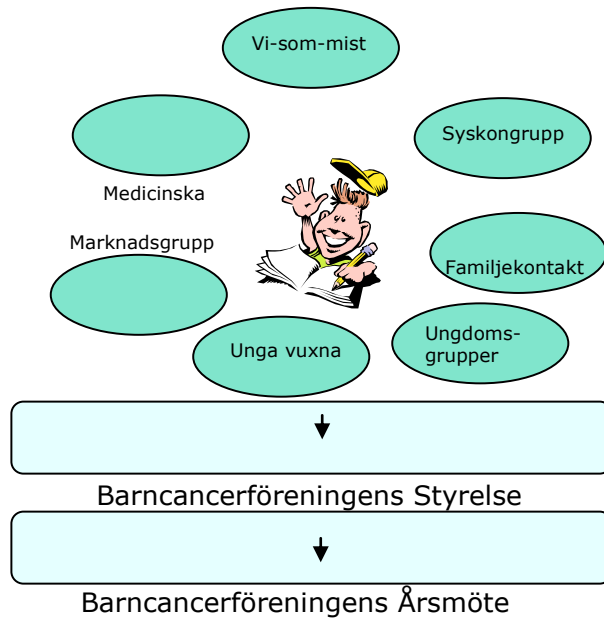 Vi-som-mist
Syskongrupp
Medicinska
Marknadsgrupp
Familjekontakt
Unga vuxna
Ungdoms-
grupper
Barncancerföreningens Styrelse
Barncancerföreningens Årsmöte